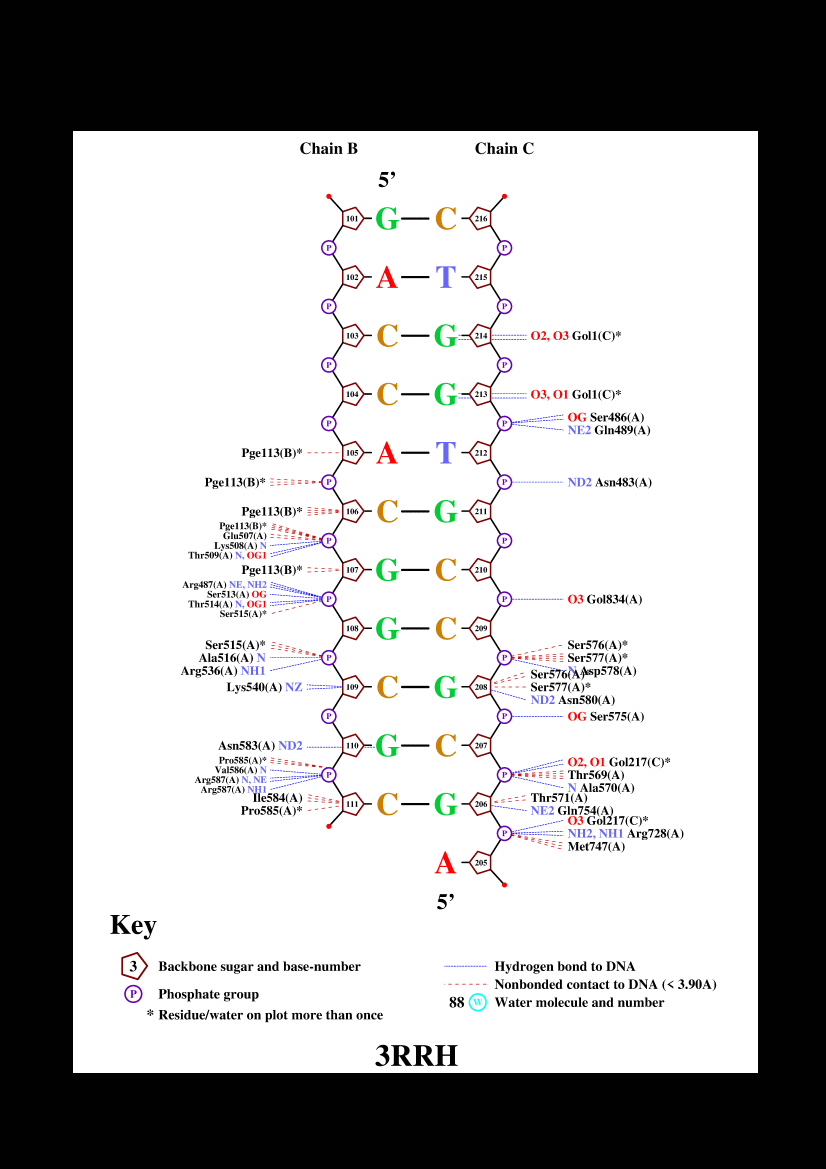 Chain B Chain C
5’
101 G C 216
P P
102 A T 215
P P
103 C G 214 O2, O3 Gol1(C)*
P P
104 C G 213 O3, O1 Gol1(C)*
OG Ser486(A)
P P
NE2 Gln489(A)
Pge113(B)* 105 A T 212
Pge113(B)* P P ND2 Asn483(A)
Pge113(B)* 106 C G 211
Pge113(B)*
Glu507(A)
P P
Lys508(A) N
Thr509(A) N, OG1
Pge113(B)* 107 G C 210
Arg487(A) NE, NH2
Ser513(A) OG
P P O3 Gol834(A)
Thr514(A) N, OG1
Ser515(A)*
108 G C 209
Ser515(A)* Ser576(A)*
Ala516(A) N P P Ser577(A)*
Arg536(A) NH1 N Asp578(A)
Ser576(A)*
Lys540(A) NZ 109 C G 208 Ser577(A)*
ND2 Asn580(A)
P P OG Ser575(A)
Asn583(A) ND2 110 G C 207
Pro585(A)* O2, O1 Gol217(C)*
Val586(A) N
P P Thr569(A)
Arg587(A) N, NE
Arg587(A) NH1 N Ala570(A)
Ile584(A) Thr571(A)
111 C G 206
Pro585(A)* NE2 Gln754(A)
O3 Gol217(C)*
P NH2, NH1 Arg728(A)
Met747(A)
A 205
5’
Key
3 Backbone sugar and base-number
P Phosphate group
* Residue/water on plot more than once
Hydrogen bond to DNA
Nonbonded contact to DNA (< 3.90A)
88 W Water molecule and number
3RRH